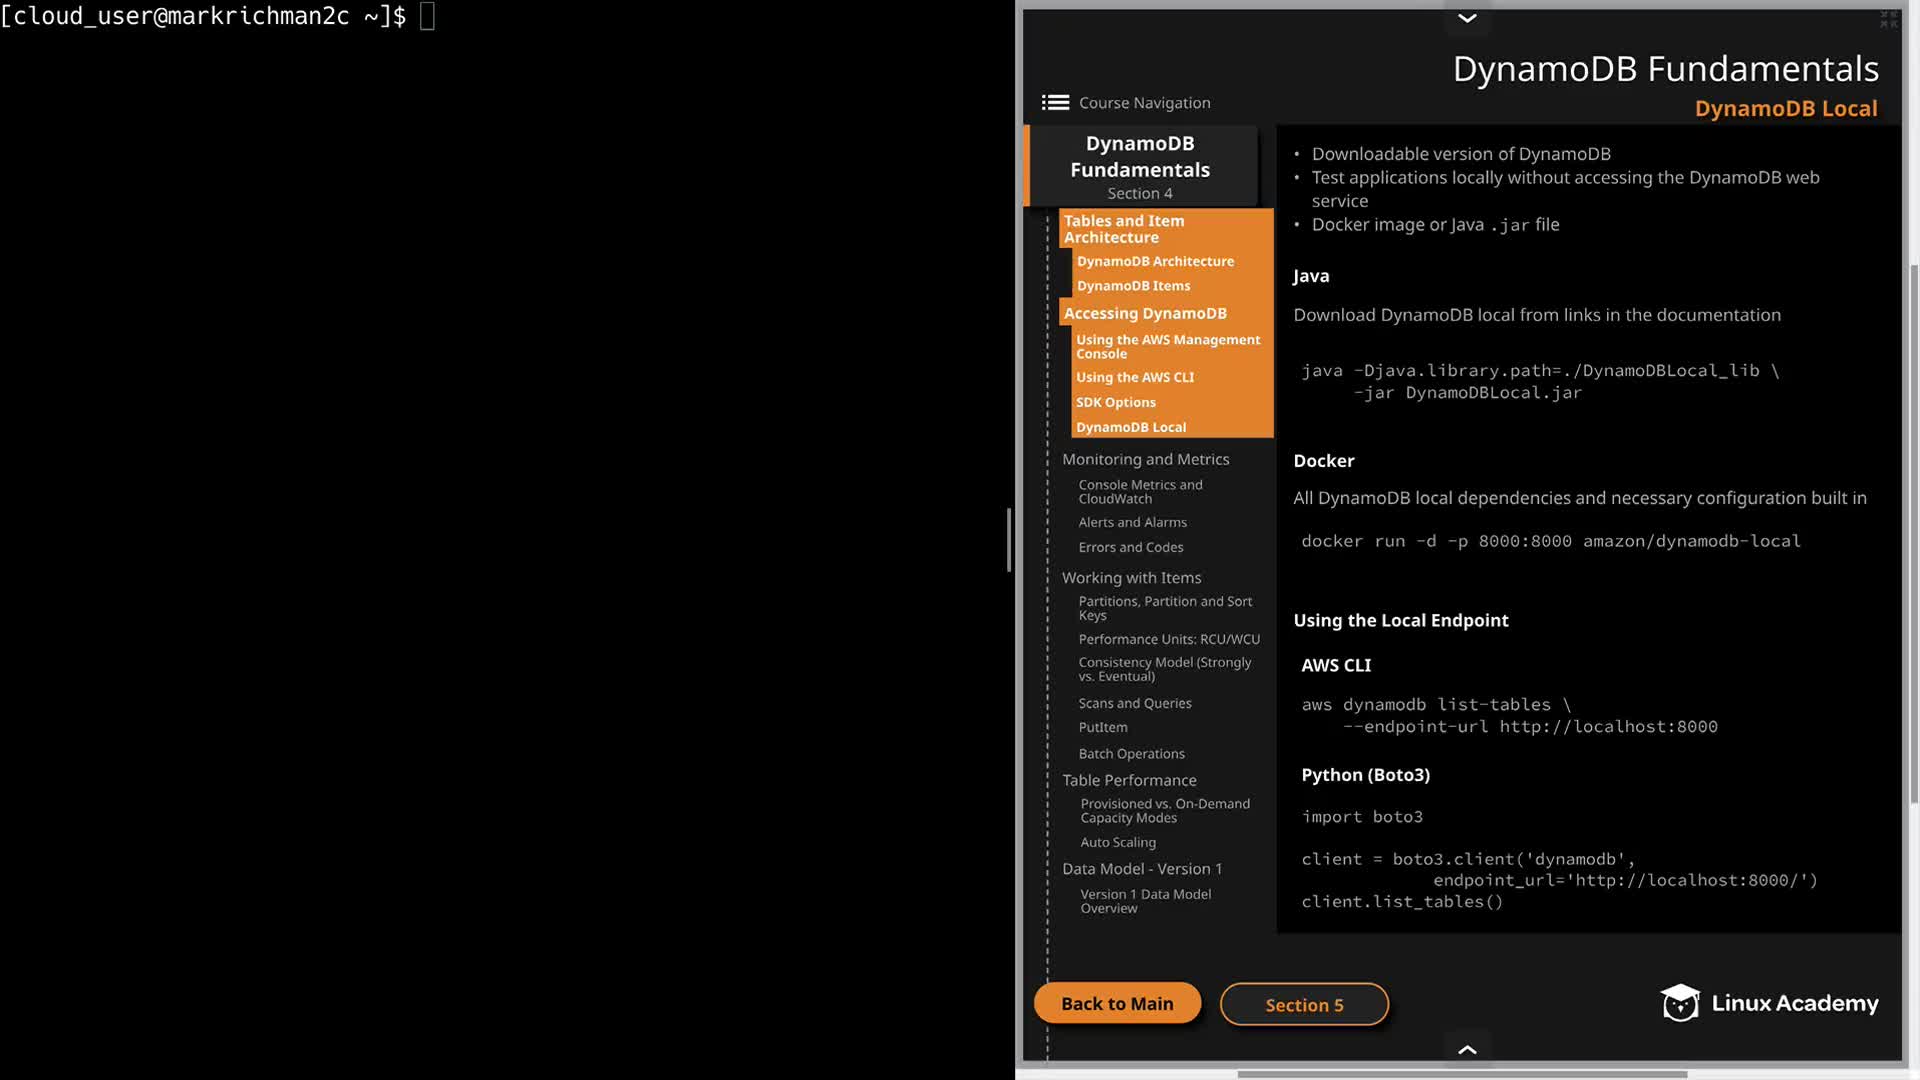 [cloud_user@markrichman2c ~]$
DynamoDB Fundamentals
DynamoDB Local
Course Navigation
DynamoDB
Fundamentals
Section 4
Tables and Item
Architecture
DynamoDB Architecture
DynamoDB Items
Accessing DynamoDB
Using the AWS Management
Console
Using the AWS CLI
SDK Options
DynamoDB Local
Monitoring and Metrics
Console Metrics and
CloudWatch
Alerts and Alarms
Errors and Codes
Working with Items
Partitions, Partition and Sort
Keys
Performance Units: RCU/WCU
Consistency Model (Strongly
vs. Eventual)
Scans and Queries
PutItem
Batch Operations
Table Performance
Provisioned vs. On-Demand
Capacity Modes
Auto Scaling
Data Model - Version 1
Version 1 Data Model
Overview
• Downloadable version of DynamoDB
• Test applications locally without accessing the DynamoDB web
service
• Docker image or Java .jar file
Java
Download DynamoDB local from links in the documentation
java -Djava.library.path=./DynamoDBLocal_lib \
-jar DynamoDBLocal.jar
Docker
All DynamoDB local dependencies and necessary configuration built in
docker run -d -p 8000:8000 amazon/dynamodb-local
Using the Local Endpoint
AWS CLI
aws dynamodb list-tables \
--endpoint-url http://localhost:8000
Python (Boto3)
import boto3
client = boto3.client('dynamodb',
endpoint_url='http://localhost:8000/')
client.list_tables()
Back to Main
Section 5
Linux Academy